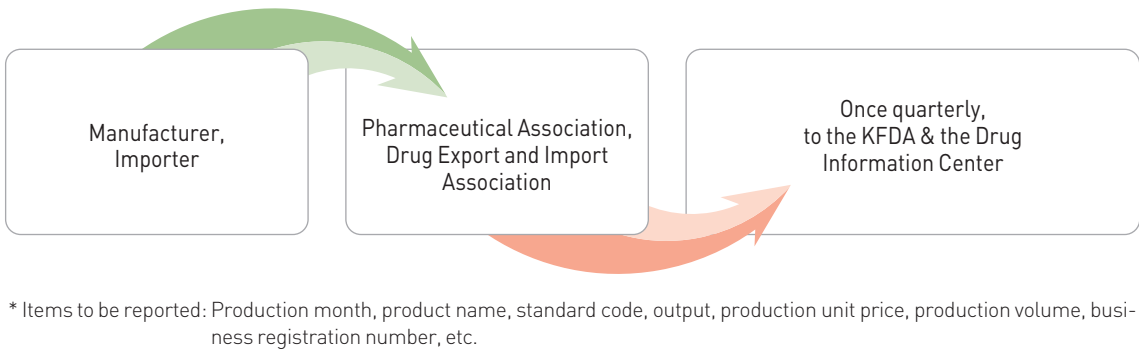 Manufacturer,
Importer
Pharmaceutical Association,
Drug Export and Import
Association
Once quarterly,
to the KFDA & the Drug
Information Center
* Items to be reported: Production month, product name, standard code, output, production unit price, production volume, busi-
ness registration number, etc.